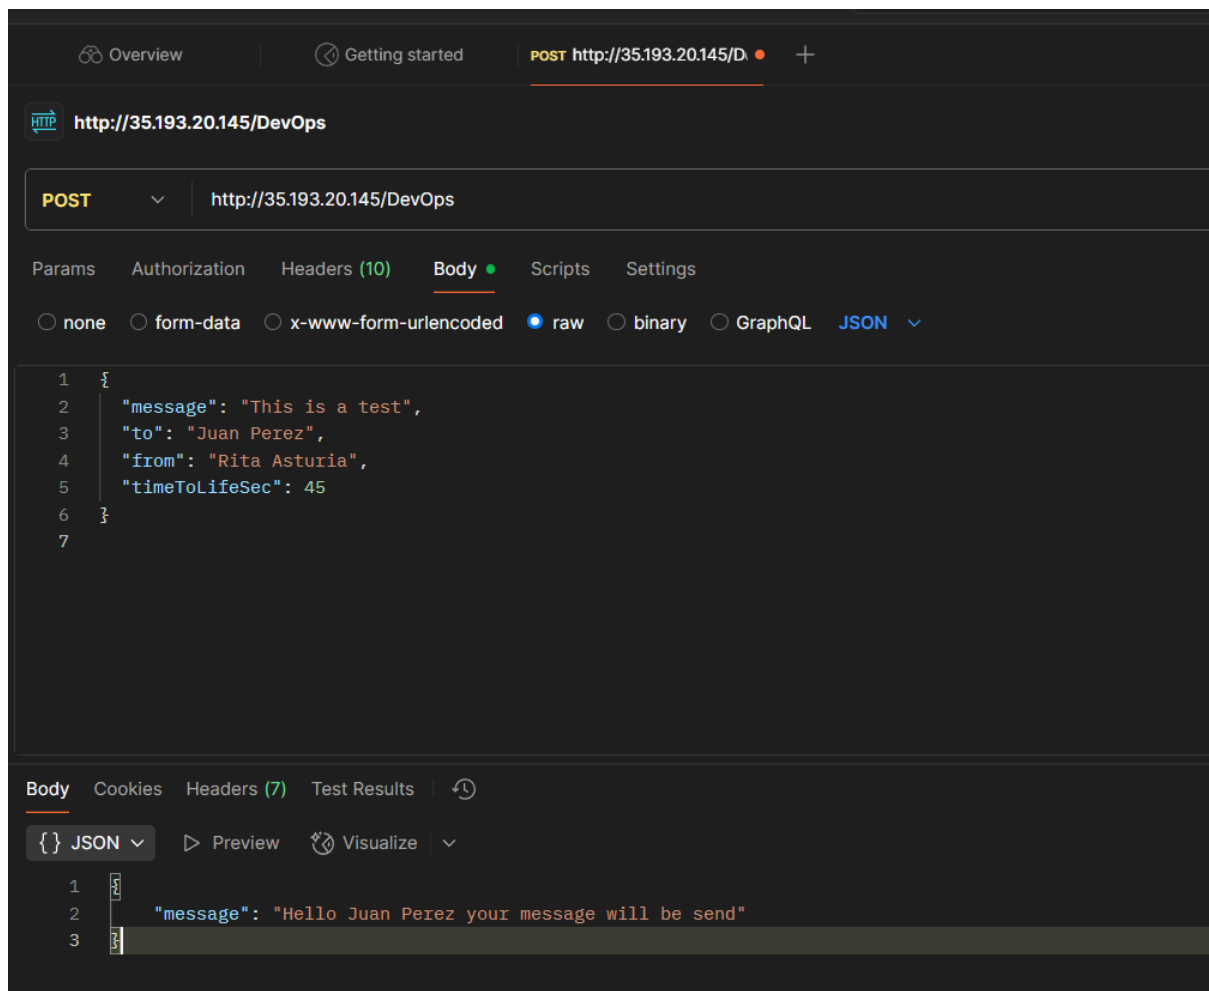 Overview Getting started POST http://35.193.20.145/D
HTTP http://35.193.20.145/DevOps
POST http://35.193.20.145/DevOps
Params Authorization Headers (10) Body Scripts Settings
none form-data x-www-form-urlencoded raw binary GraphQL JSON
1 {
2 "message": "This is a test",
3 "to": "Juan Perez",
4 "from": "Rita Asturia",
5 "timeToLifeSec": 45
6 }
7
Body Cookies Headers (7) Test Results
{} JSON Preview Visualize
1 {
2 "message": "Hello Juan Perez your message will be send"
3 }